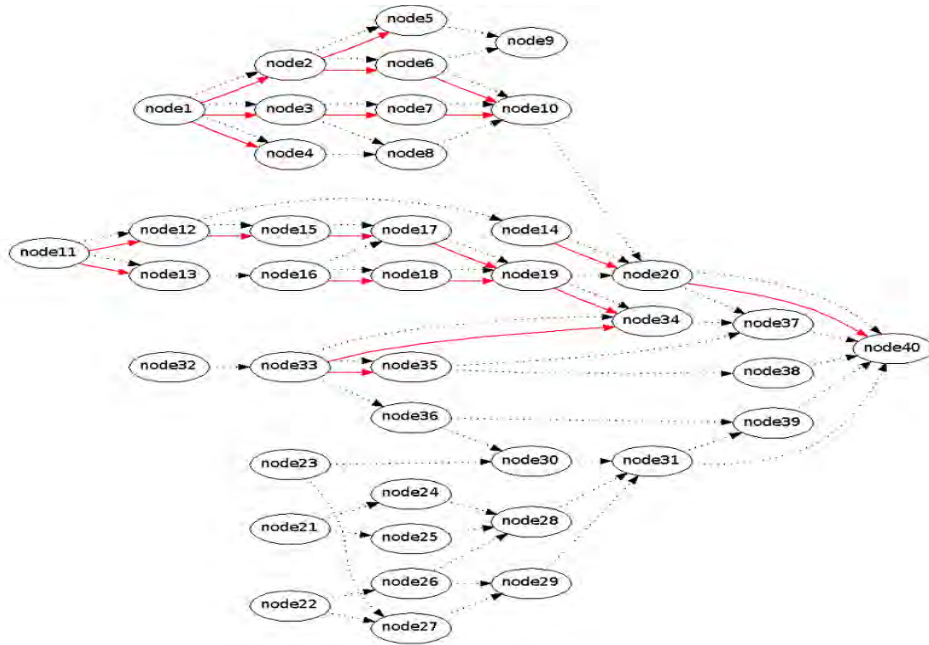 node5
node9
node2
node6
node1
node3
node7
node10
node4
node8
node12
node15
node17
node14
node11
node13
node16
node18
node19
node20
node34
node37
node40
node32
node33
node35
node38
node36
node39
node23
node30
node31
node24
node21
node28
node25
node26
node29
node22
node27